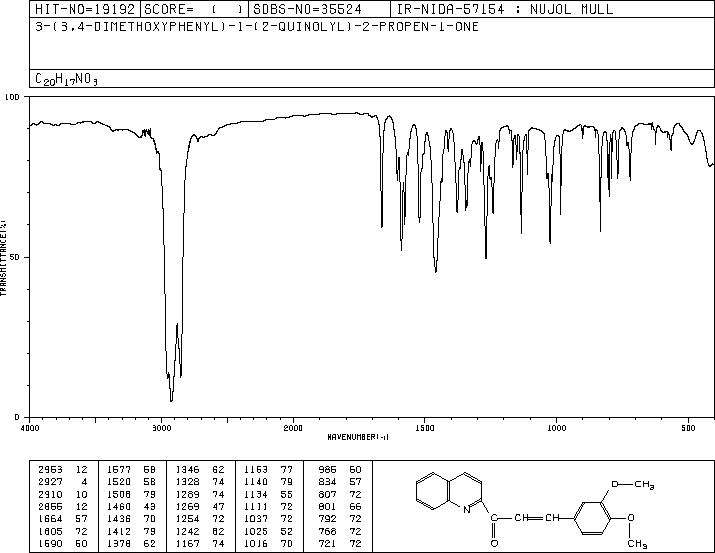 HIT-NO=19192 SCORE= ( ) SDBS-NO=35524 IR-NIDA-57154 : NUJOL MULL
3-(3,4-DIMETHOXYPHENYL)-1-(2-QUINOLYL)-2-PROPEN-1-ONE
C20H17NO3
100
50
0
TRANSMITTANCE(%)
4000 3000 2000 1500 1000 500
WAVENUMBER(-1)
2953 12 1577 58 1346 62 1153 77 985 60
2927 4 1520 58 1328 74 1140 79 834 57
2910 10 1508 79 1289 74 1134 55 807 72
2855 12 1460 43 1269 47 1111 72 801 66
1664 57 1436 70 1254 72 1037 72 792 72
1605 72 1412 79 1242 62 1025 52 768 72
1590 50 1378 62 1167 74 1016 70 721 72
O-CH3
N
C-CH=CH
O
O
CH3